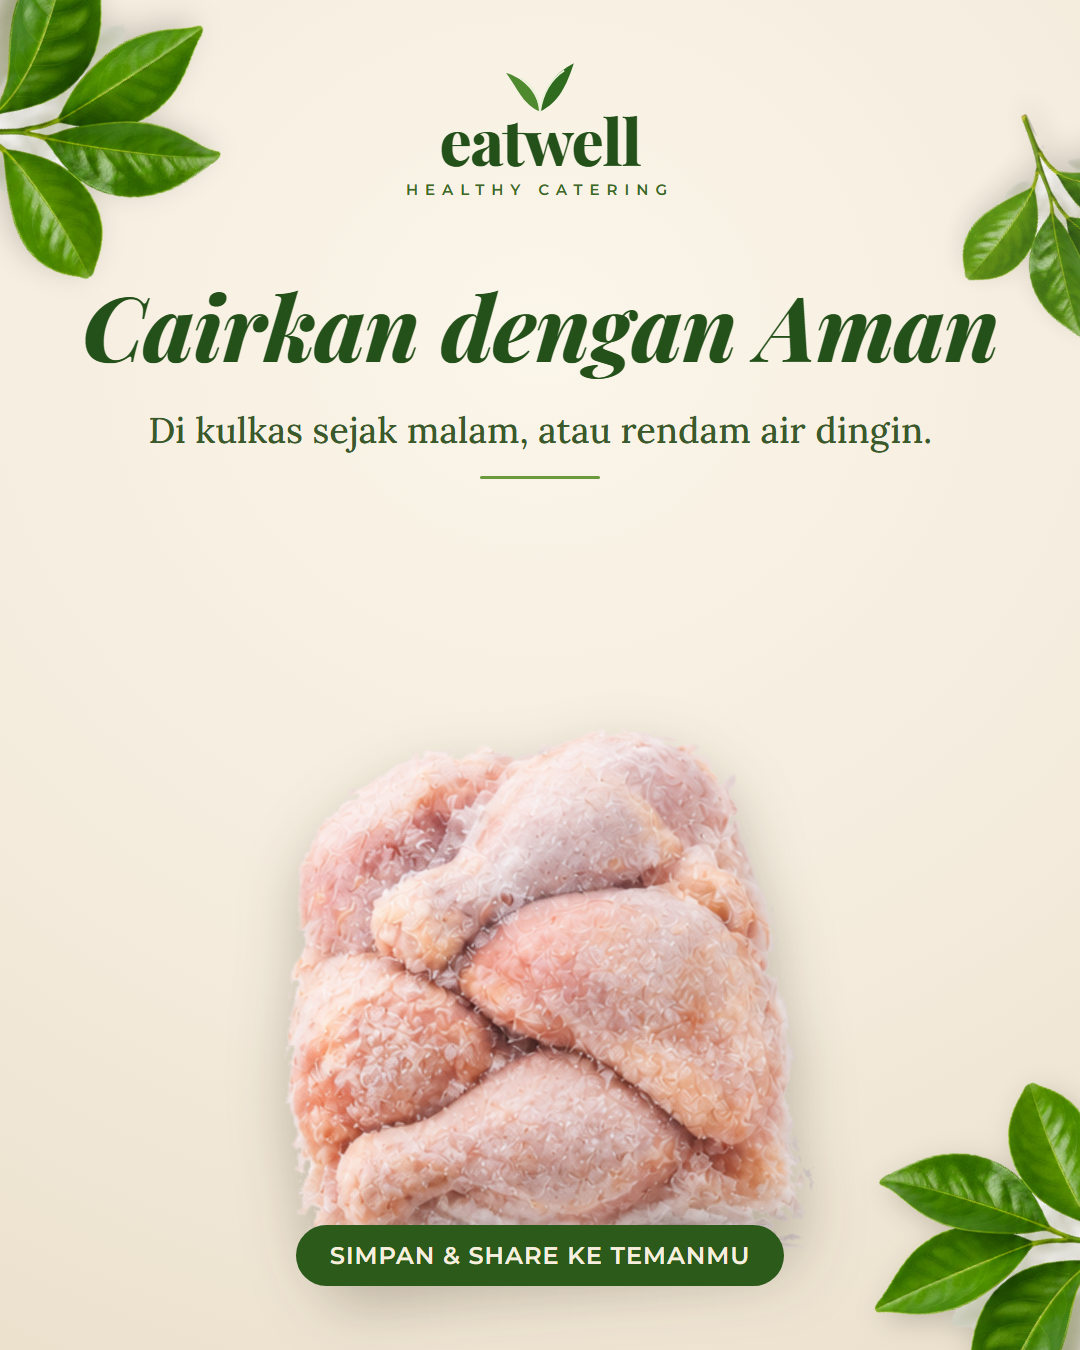 eatwell
HEALTHY CATERING
Cairkan dengan Aman
Di kulkas sejak malam, atau rendam air dingin.
SIMPAN & SHARE KE TEMANMU